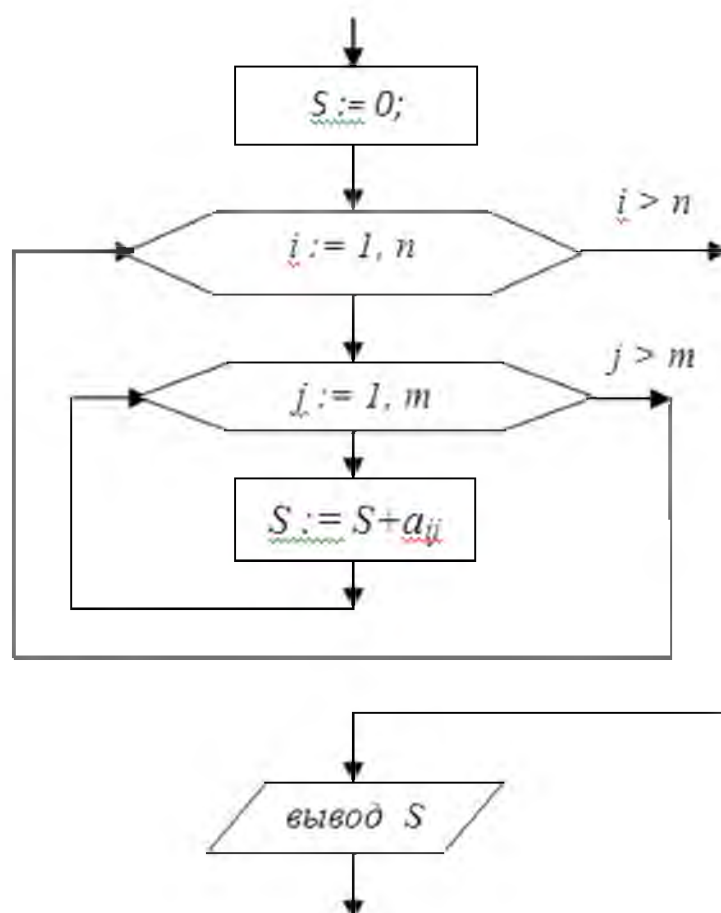 S := 0;
i > n
i := 1, n
j > m
j := 1, m
S := S+aij
вывод S